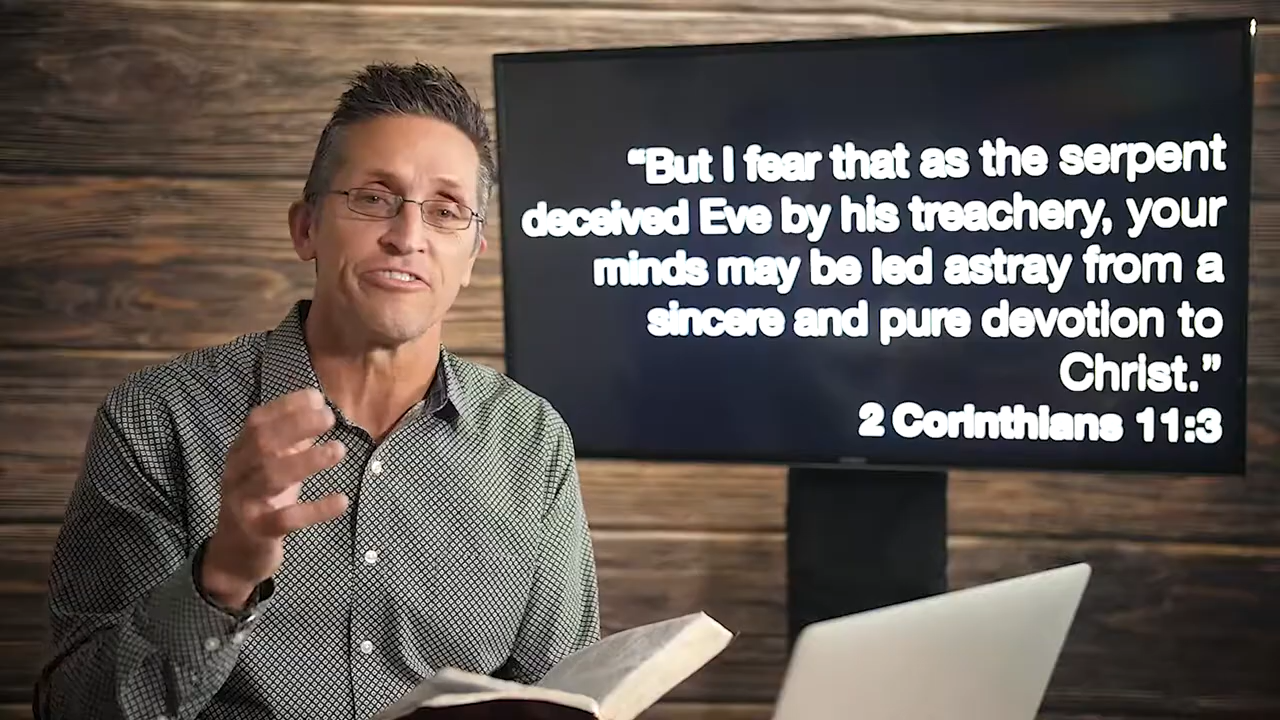 “But I fear that as the serpent
deceived Eve by his treachery, your
minds may be led astray from a
sincere and pure devotion to
Christ.”
2 Corinthians 11:3